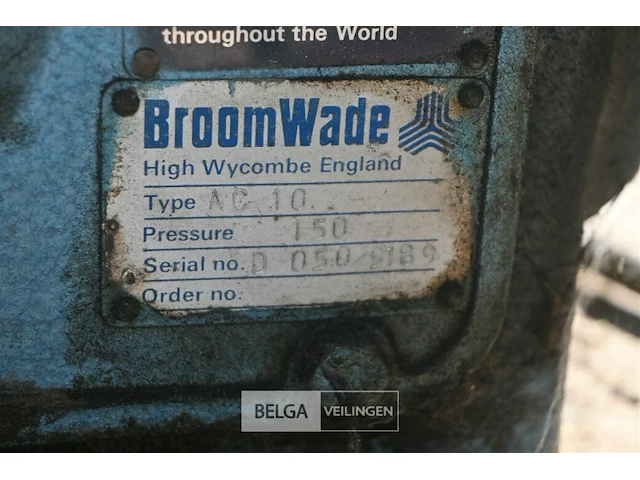 throughout the World
BroomWade
High Wycombe England
Type AC 10
Pressure 150
Serial no. D 050 9189
Order no.
BELGA VEILINGEN